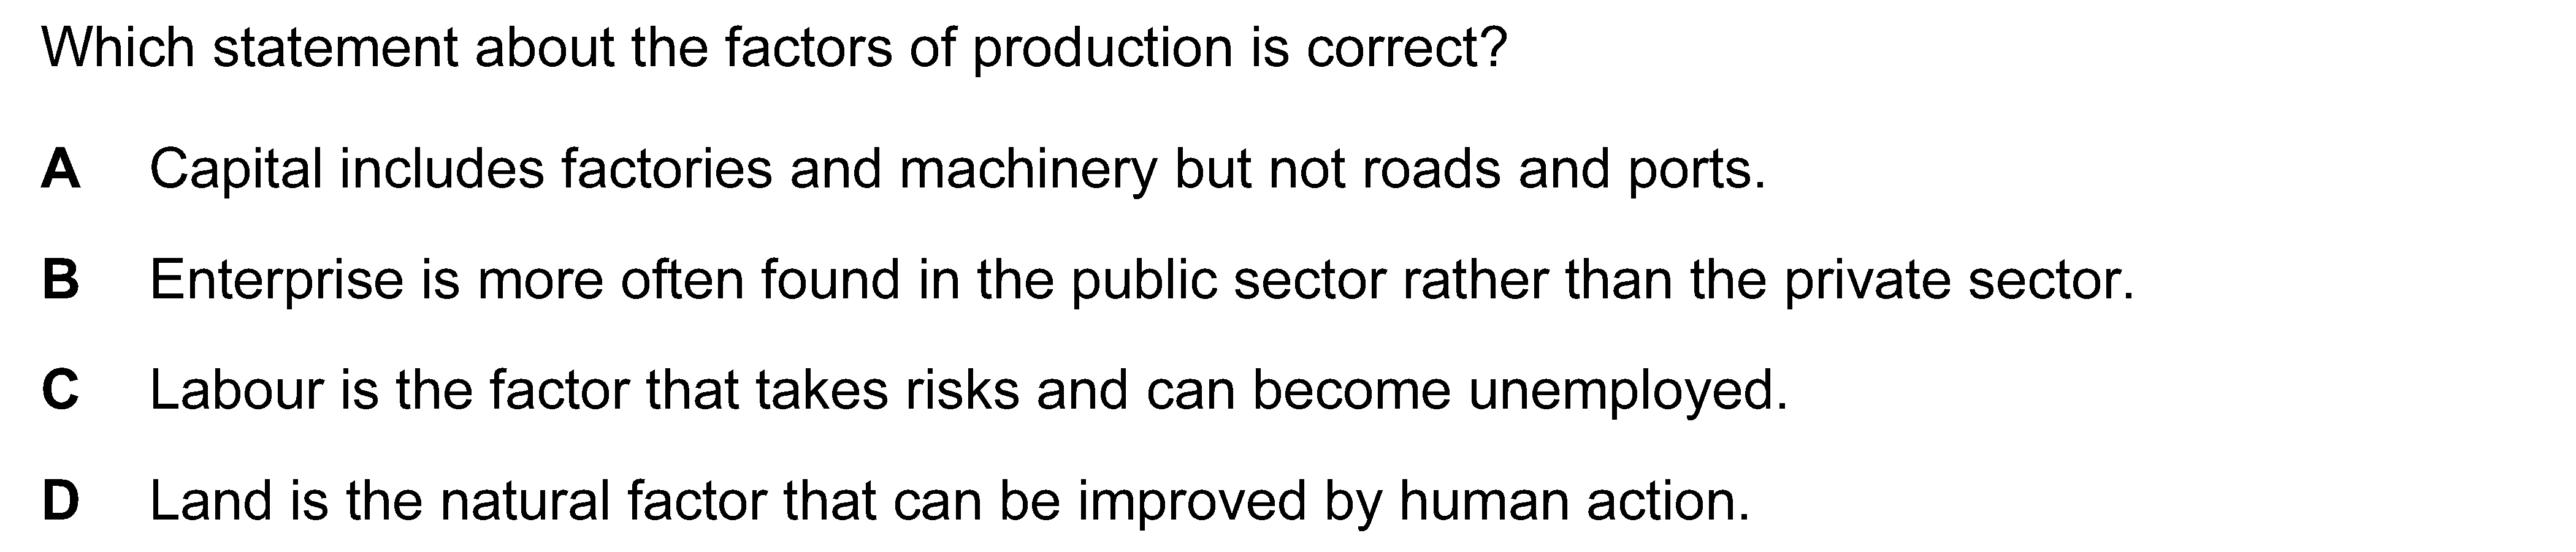 Which statement about the factors of production is correct?
A Capital includes factories and machinery but not roads and ports.
B Enterprise is more often found in the public sector rather than the private sector.
C Labour is the factor that takes risks and can become unemployed.
D Land is the natural factor that can be improved by human action.